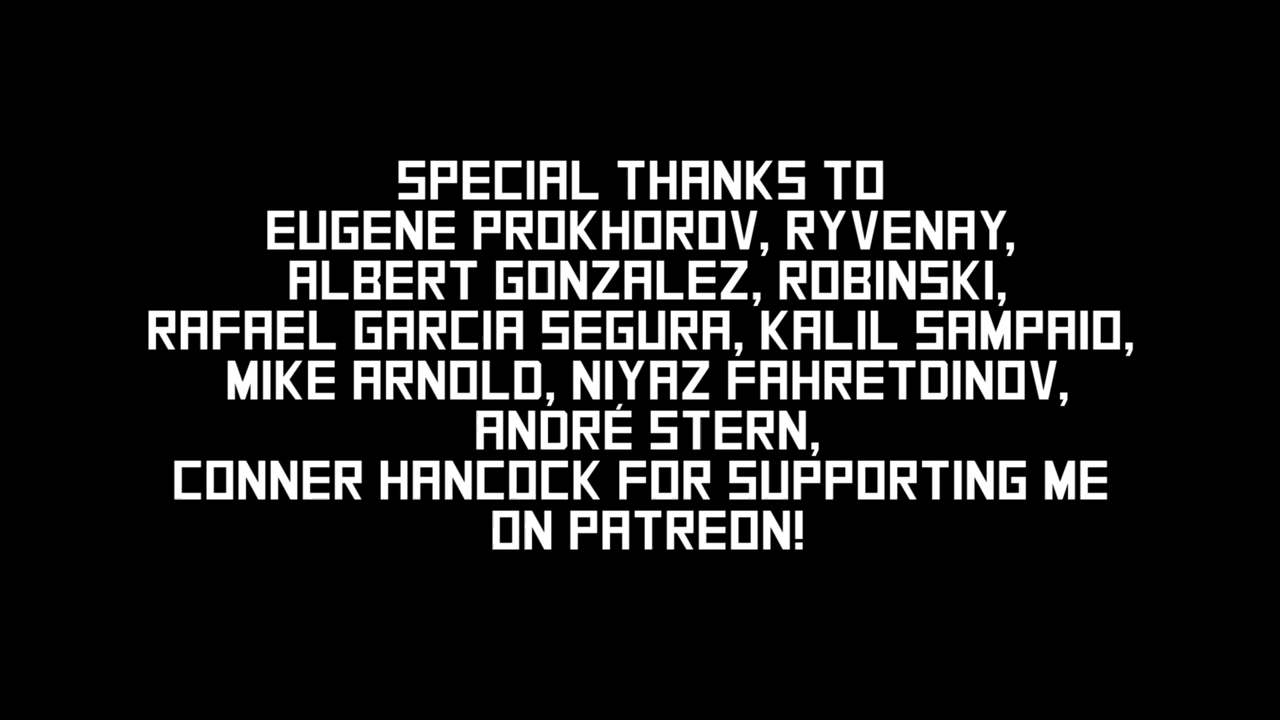 SPECIAL THANKS TO
EUGENE PROKHOROV, RYVENAY,
ALBERT GONZALEZ, ROBINSKI,
RAFAEL GARCIA SEGURA, KALIL SAMPAIO,
MIKE ARNOLD, NIYAZ FAHRETDINOV,
ANDRÉ STERN,
CONNER HANCOCK FOR SUPPORTING ME
ON PATREON!